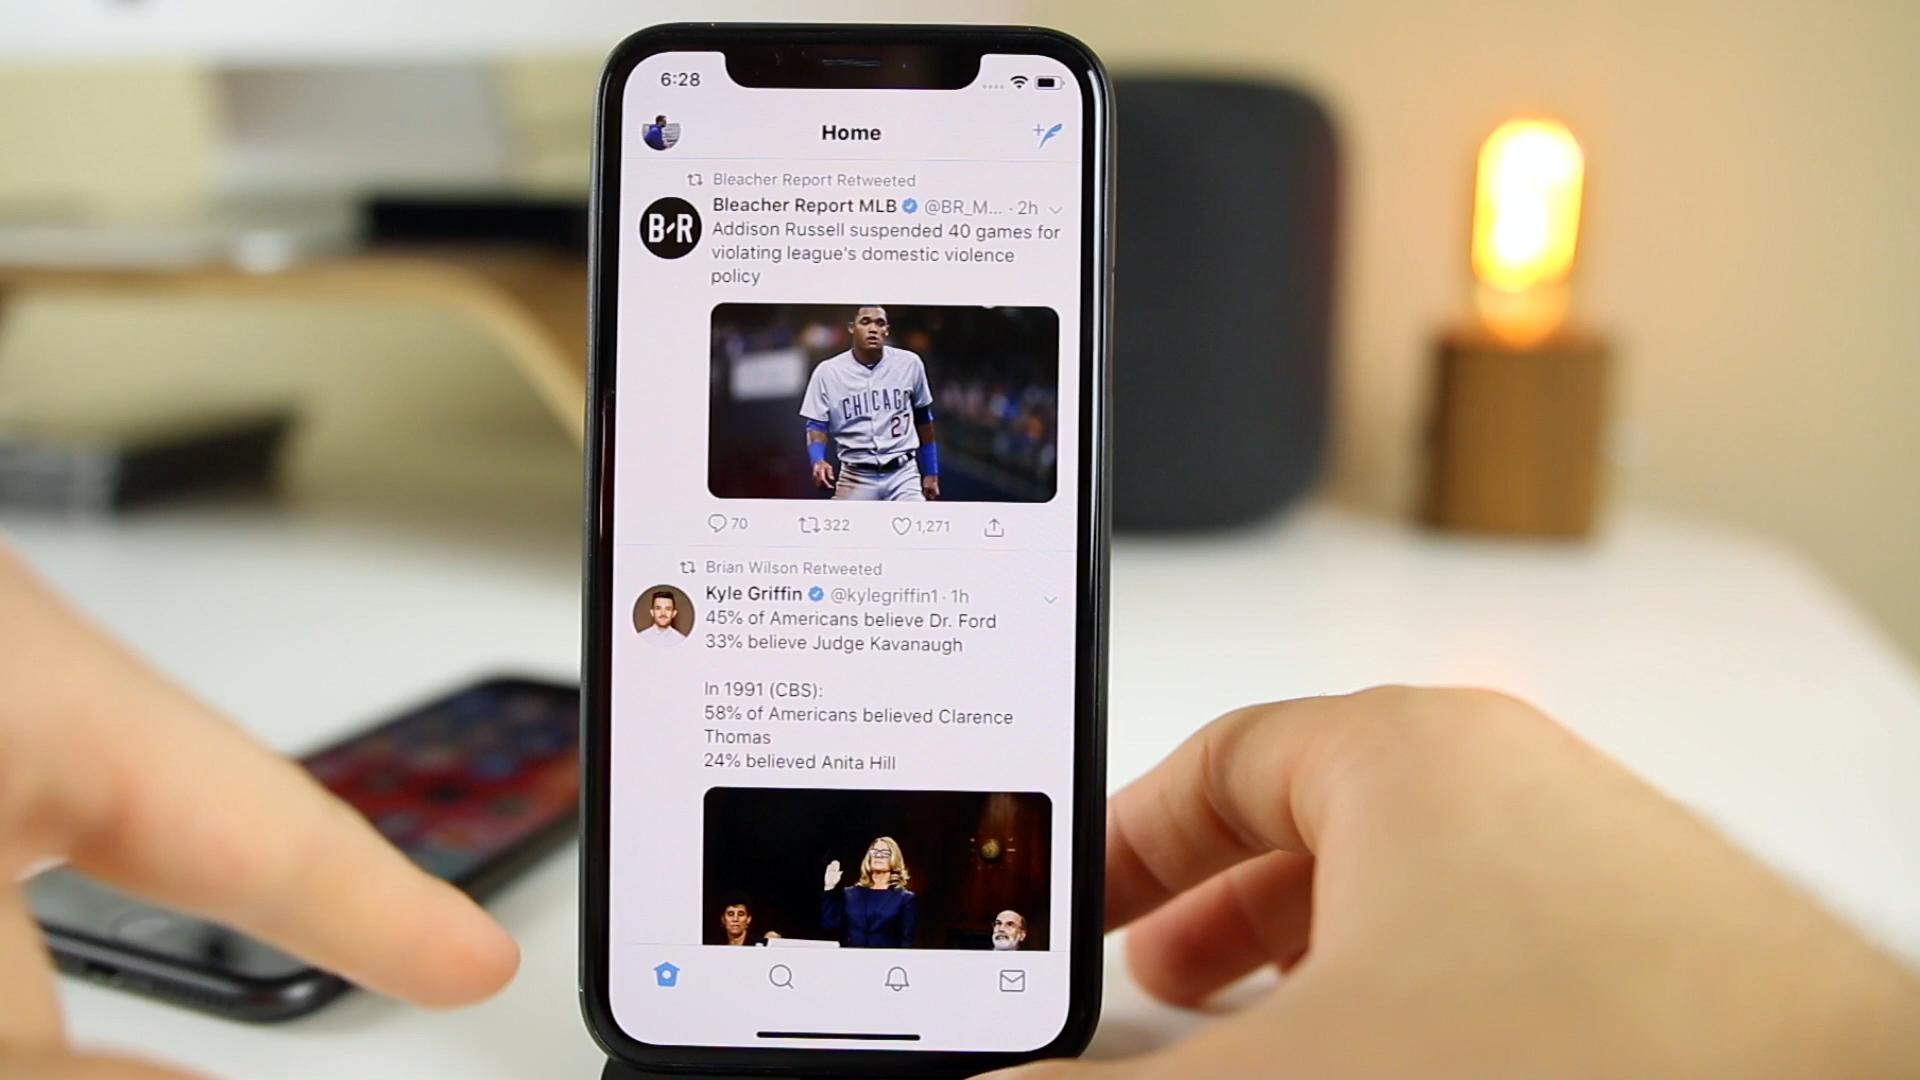 6:28
Home
Bleacher Report Retweeted
B-R
Bleacher Report MLB @BR_M... · 2h
Addison Russell suspended 40 games for
violating league's domestic violence
policy
CHICAGO
27
70 322 1,271
Brian Wilson Retweeted
Kyle Griffin @kylegriffin1 · 1h
45% of Americans believe Dr. Ford
33% believe Judge Kavanaugh
In 1991 (CBS):
58% of Americans believed Clarence
Thomas
24% believed Anita Hill